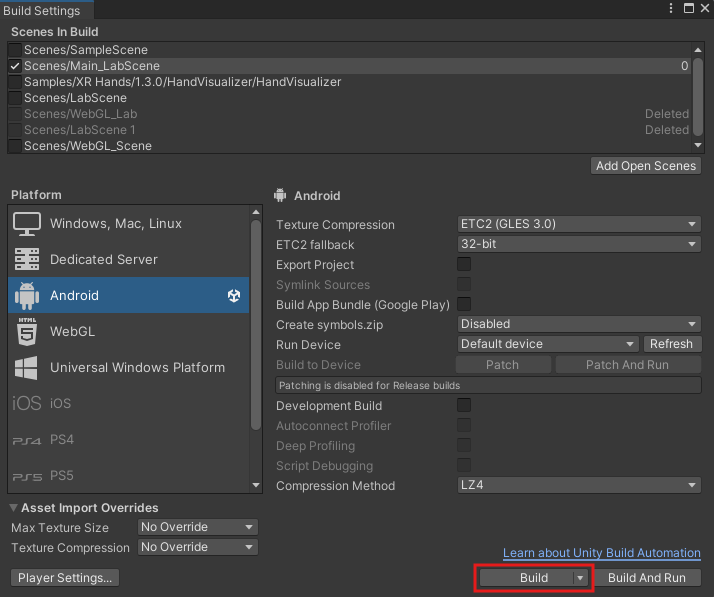 Build Settings
Scenes In Build
Scenes/SampleScene
Scenes/Main_LabScene 0
Samples/XR Hands/1.3.0/HandVisualizer/HandVisualizer
Scenes/LabScene
Scenes/WebGL_Lab Deleted
Scenes/LabScene 1 Deleted
Scenes/WebGL_Scene
Add Open Scenes
Platform
Windows, Mac, Linux
Dedicated Server
Android
HTML
5
WebGL
Universal Windows Platform
iOS iOS
PS4 PS4
PS5 PS5
Android
Texture Compression ETC2 (GLES 3.0)
ETC2 fallback 32-bit
Export Project
Symlink Sources
Build App Bundle (Google Play)
Create symbols.zip Disabled
Run Device Default device Refresh
Build to Device Patch Patch And Run
Patching is disabled for Release builds
Development Build
Autoconnect Profiler
Deep Profiling
Script Debugging
Compression Method LZ4
Asset Import Overrides
Max Texture Size No Override
Texture Compression No Override
Learn about Unity Build Automation
Player Settings... Build Build And Run